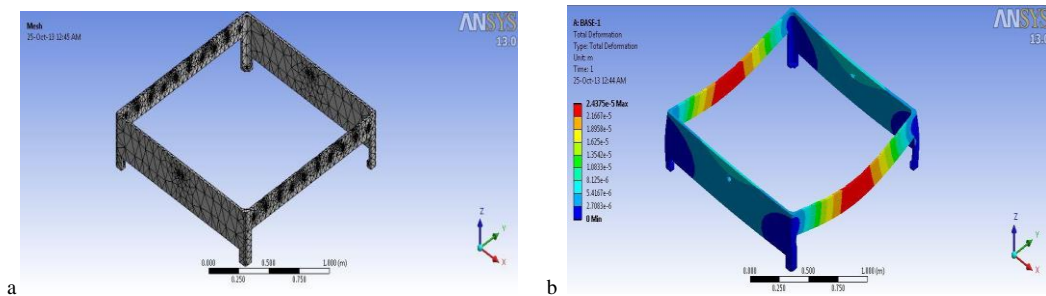 Mesh
25-Oct-13 12:45 AM
ANSYS
13.0
Z
Y
X
0.000
0.500
1.000 (m)
0.250
0.750
a
A: BASE-1
Total Deformation
Type: Total Deformation
Unit: m
Time: 1
25-Oct-13 12:44 AM
2.4375e-5 Max
2.1667e-5
1.8958e-5
1.625e-5
1.3542e-5
1.0833e-5
8.125e-6
5.4167e-6
2.7083e-6
0 Min
ANSYS
13.0
Z
Y
X
0.000
0.500
1.000 (m)
0.250
0.750
b